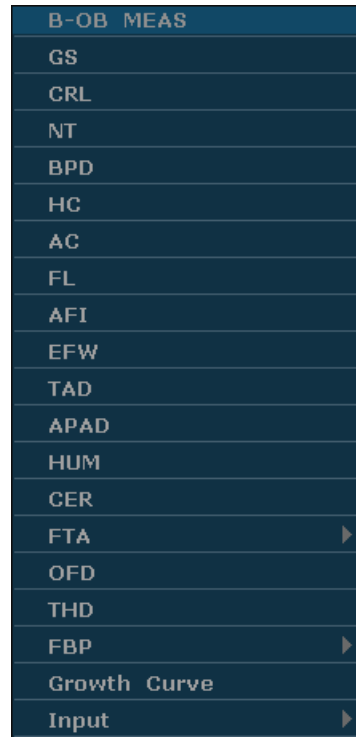 B-OB MEAS
GS
CRL
NT
BPD
HC
AC
FL
AFI
EFW
TAD
APAD
HUM
CER
FTA
OFD
THD
FBP
Growth Curve
Input